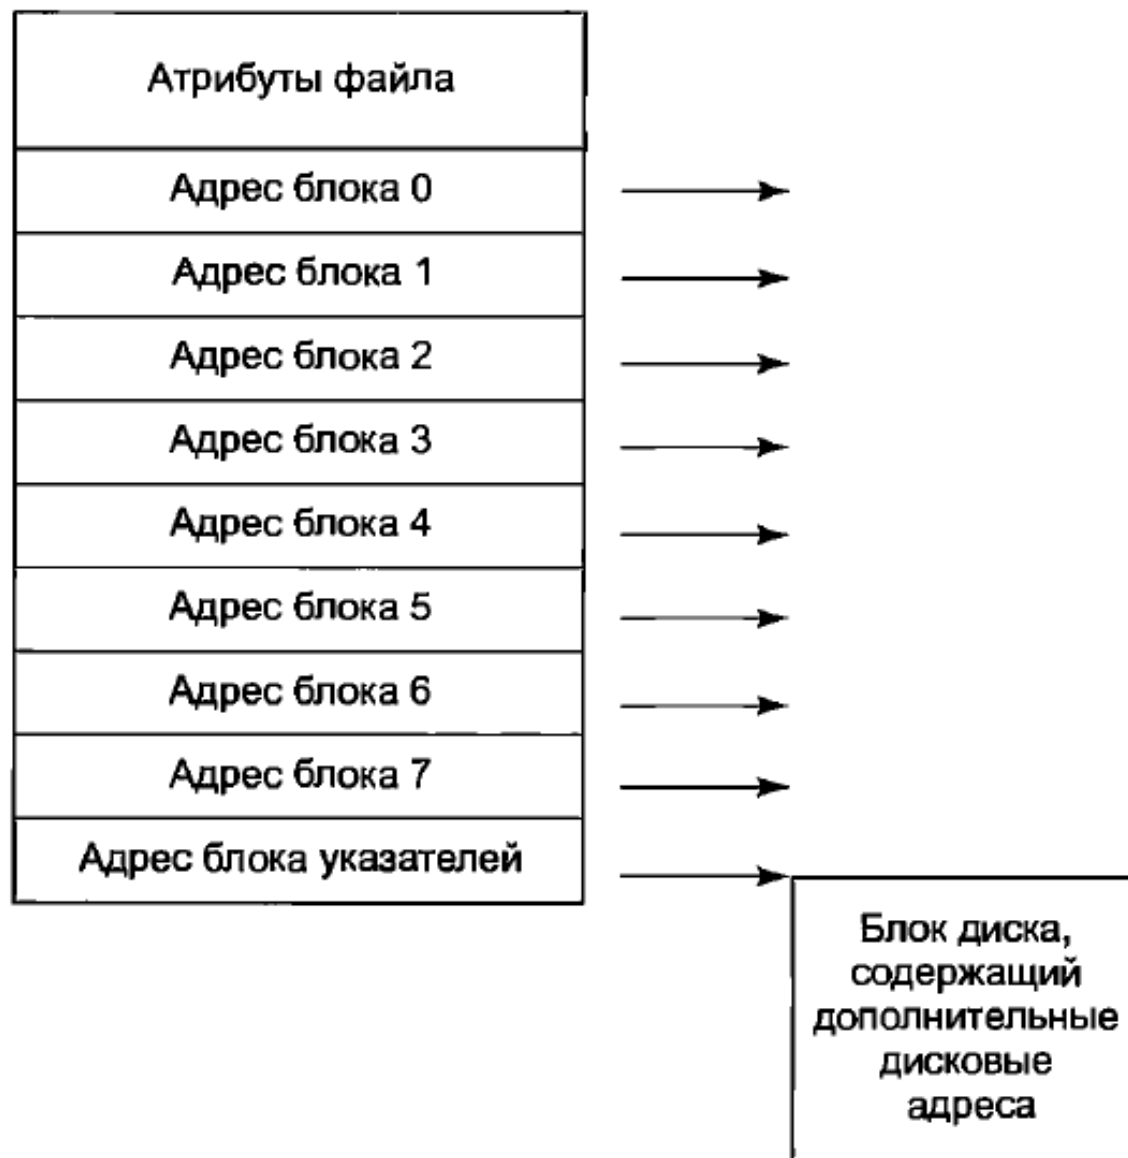 Атрибуты файла
Адрес блока 0
Адрес блока 1
Адрес блока 2
Адрес блока 3
Адрес блока 4
Адрес блока 5
Адрес блока 6
Адрес блока 7
Адрес блока указателей
Блок диска,
содержащий
дополнительные
дисковые
адреса